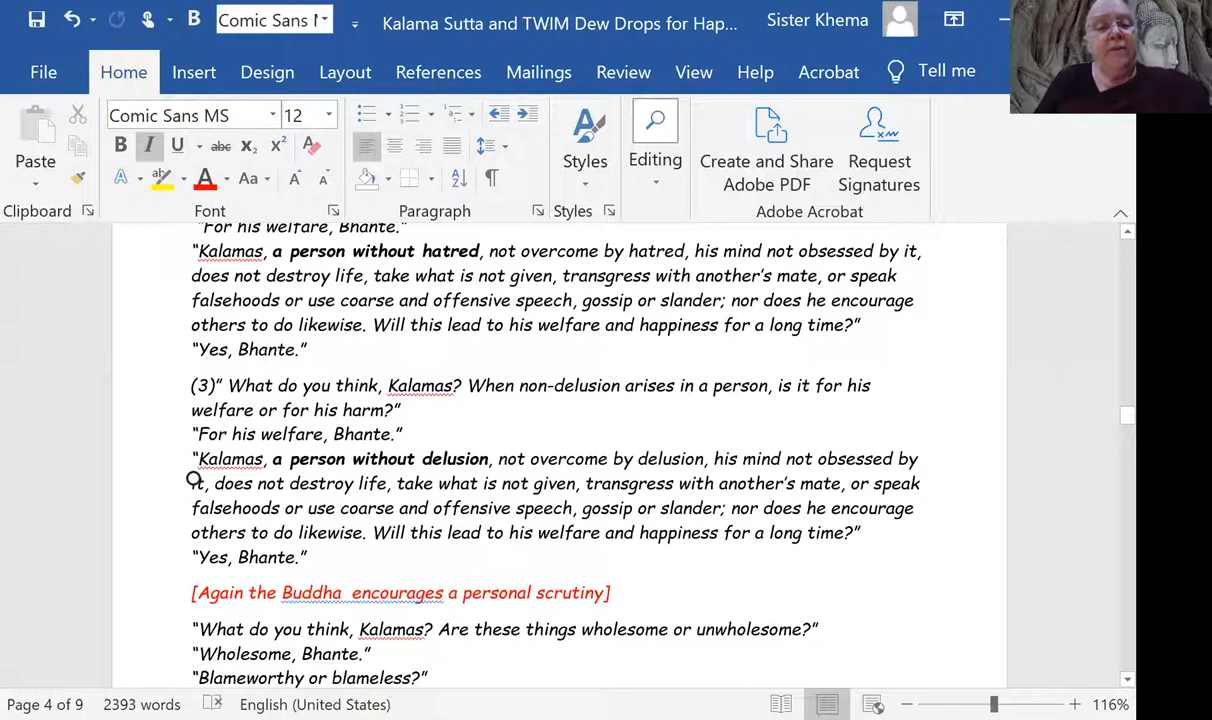 Comic Sans M
Kalama Sutta and TWIM Dew Drops for Hap...
Sister Khema
File
Home
Insert
Design
Layout
References
Mailings
Review
View
Help
Acrobat
Tell me
Paste
Clipboard
Comic Sans MS
12
B I U abc X₂ X²
Aa
Font
Paragraph
Styles
Styles
Editing
Create and Share
Adobe PDF
Request
Signatures
Adobe Acrobat
"For his welfare, Bhante."
"Kalamas, a person without hatred, not overcome by hatred, his mind not obsessed by it,
does not destroy life, take what is not given, transgress with another's mate, or speak
falsehoods or use coarse and offensive speech, gossip or slander; nor does he encourage
others to do likewise. Will this lead to his welfare and happiness for a long time?"
"Yes, Bhante."
(3)" What do you think, Kalamas? When non-delusion arises in a person, is it for his
welfare or for his harm?"
"For his welfare, Bhante."
"Kalamas, a person without delusion, not overcome by delusion, his mind not obsessed by
it, does not destroy life, take what is not given, transgress with another's mate, or speak
falsehoods or use coarse and offensive speech, gossip or slander; nor does he encourage
others to do likewise. Will this lead to his welfare and happiness for a long time?"
"Yes, Bhante."
[Again the Buddha  encourages a personal scrutiny]
"What do you think, Kalamas? Are these things wholesome or unwholesome?"
"Wholesome, Bhante."
"Blameworthy or blameless?"
Page 4 of 9
2393 words
English (United States)
116%